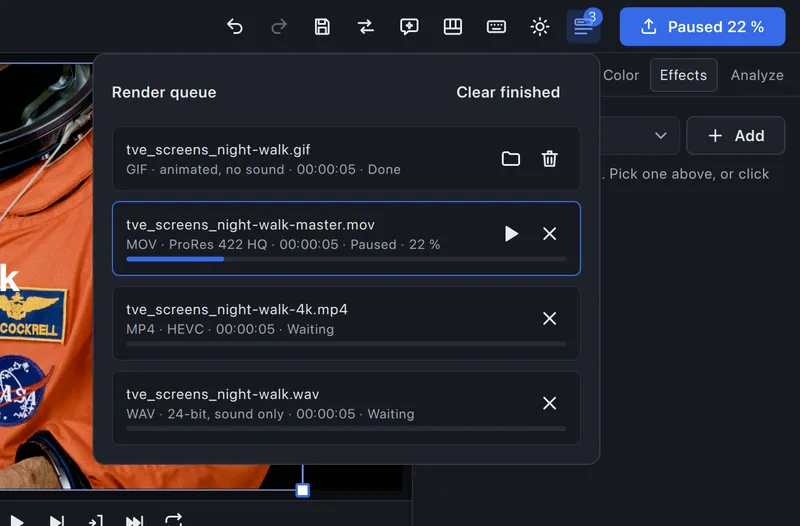 3
Paused 22 %
Render queue
Clear finished
Color
Effects
Analyze
tve_screens_night-walk.gif
GIF · animated, no sound · 00:00:05 · Done
Add
. Pick one above, or click
tve_screens_night-walk-master.mov
MOV · ProRes 422 HQ · 00:00:05 · Paused · 22 %
k
tve_screens_night-walk-4k.mp4
MP4 · HEVC · 00:00:05 · Waiting
COCKRELL
NASA
tve_screens_night-walk.wav
WAV · 24-bit, sound only · 00:00:05 · Waiting